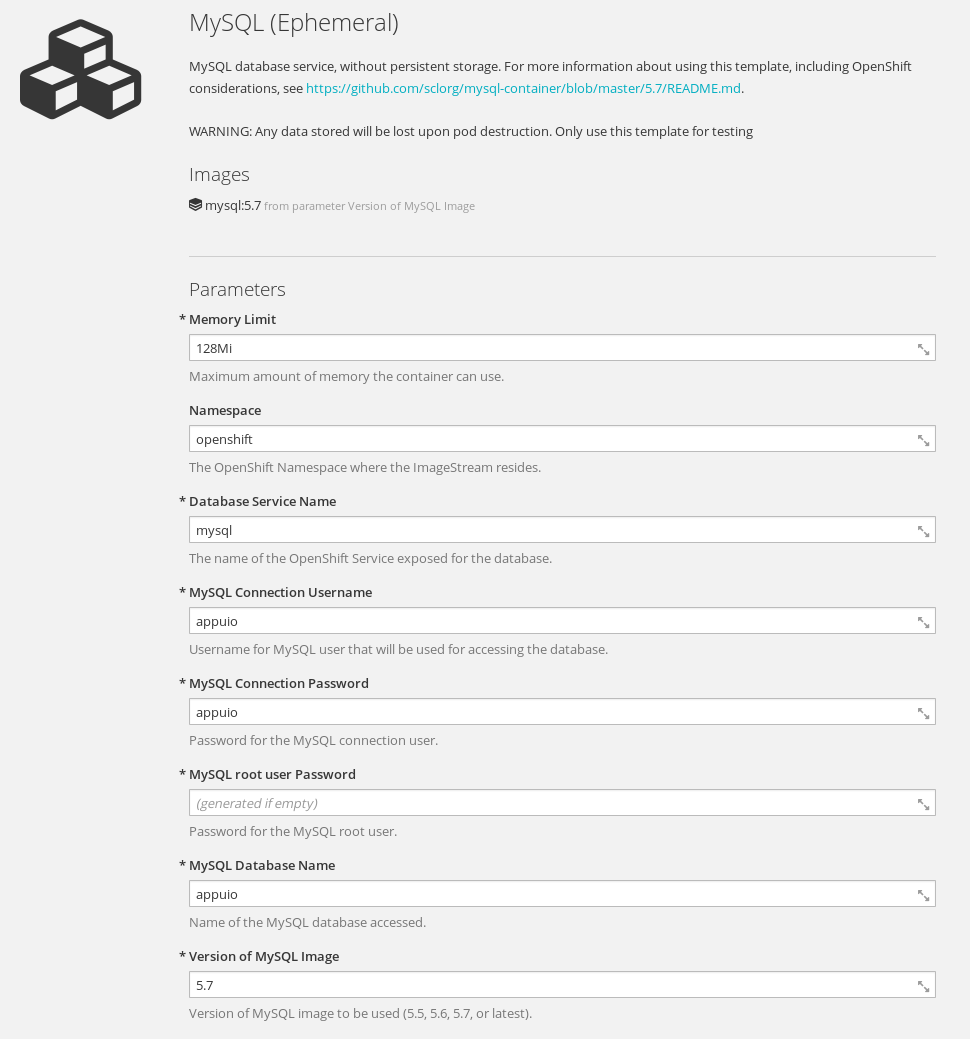 MySQL (Ephemeral)
MySQL database service, without persistent storage. For more information about using this template, including OpenShift
considerations, see https://github.com/sclorg/mysql-container/blob/master/5.7/README.md.
WARNING: Any data stored will be lost upon pod destruction. Only use this template for testing
Images
mysql:5.7 from parameter Version of MySQL Image
Parameters
* Memory Limit
128Mi
Maximum amount of memory the container can use.
Namespace
openshift
The OpenShift Namespace where the ImageStream resides.
* Database Service Name
mysql
The name of the OpenShift Service exposed for the database.
* MySQL Connection Username
appuio
Username for MySQL user that will be used for accessing the database.
* MySQL Connection Password
appuio
Password for the MySQL connection user.
* MySQL root user Password
(generated if empty)
Password for the MySQL root user.
* MySQL Database Name
appuio
Name of the MySQL database accessed.
* Version of MySQL Image
5.7
Version of MySQL image to be used (5.5, 5.6, 5.7, or latest).